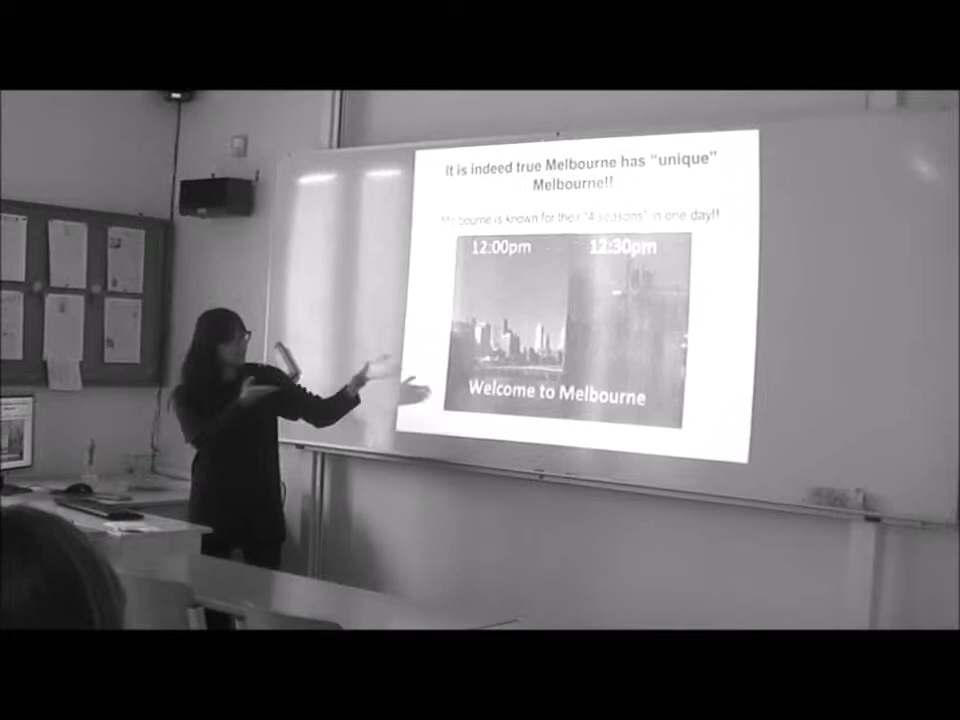 It is indeed true Melbourne has “unique”
Melbourne!!
Melbourne is known for their “4 seasons” in one day!!
12:00pm 12:30pm
Welcome to Melbourne